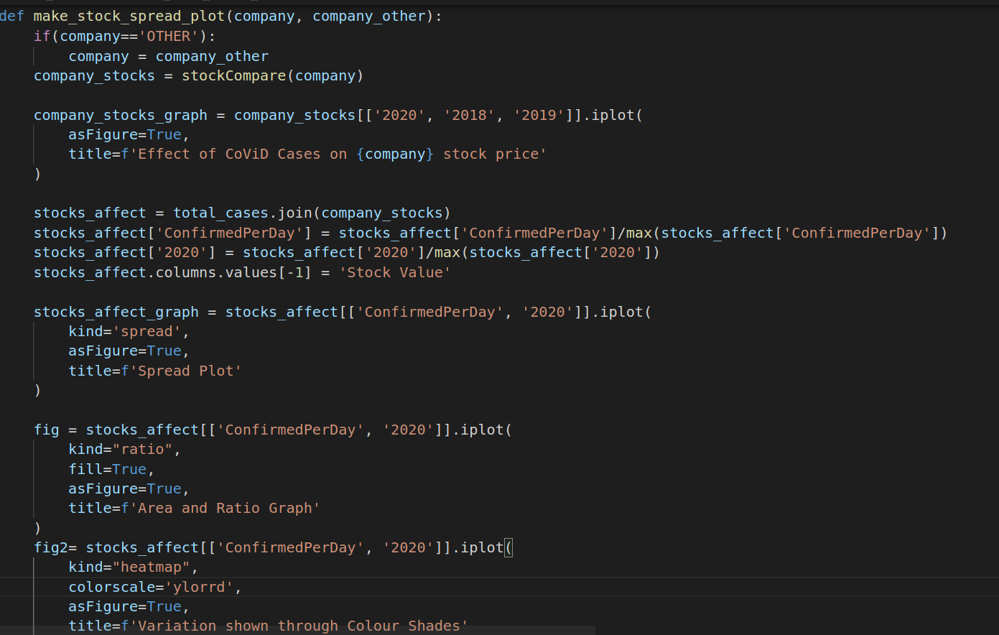 def make_stock_spread_plot(company, company_other):
    if(company=='OTHER'):
        company = company_other
    company_stocks = stockCompare(company)

    company_stocks_graph = company_stocks[['2020', '2018', '2019']].iplot(
        asFigure=True,
        title=f'Effect of CoViD Cases on {company} stock price'
    )

    stocks_affect = total_cases.join(company_stocks)
    stocks_affect['ConfirmedPerDay'] = stocks_affect['ConfirmedPerDay']/max(stocks_affect['ConfirmedPerDay'])
    stocks_affect['2020'] = stocks_affect['2020']/max(stocks_affect['2020'])
    stocks_affect.columns.values[-1] = 'Stock Value'

    stocks_affect_graph = stocks_affect[['ConfirmedPerDay', '2020']].iplot(
        kind='spread',
        asFigure=True,
        title=f'Spread Plot'
    )

    fig = stocks_affect[['ConfirmedPerDay', '2020']].iplot(
        kind="ratio",
        fill=True,
        asFigure=True,
        title=f'Area and Ratio Graph'
    )
    fig2= stocks_affect[['ConfirmedPerDay', '2020']].iplot(
        kind="heatmap",
        colorscale='ylorrd',
        asFigure=True,
        title=f'Variation shown through Colour Shades'